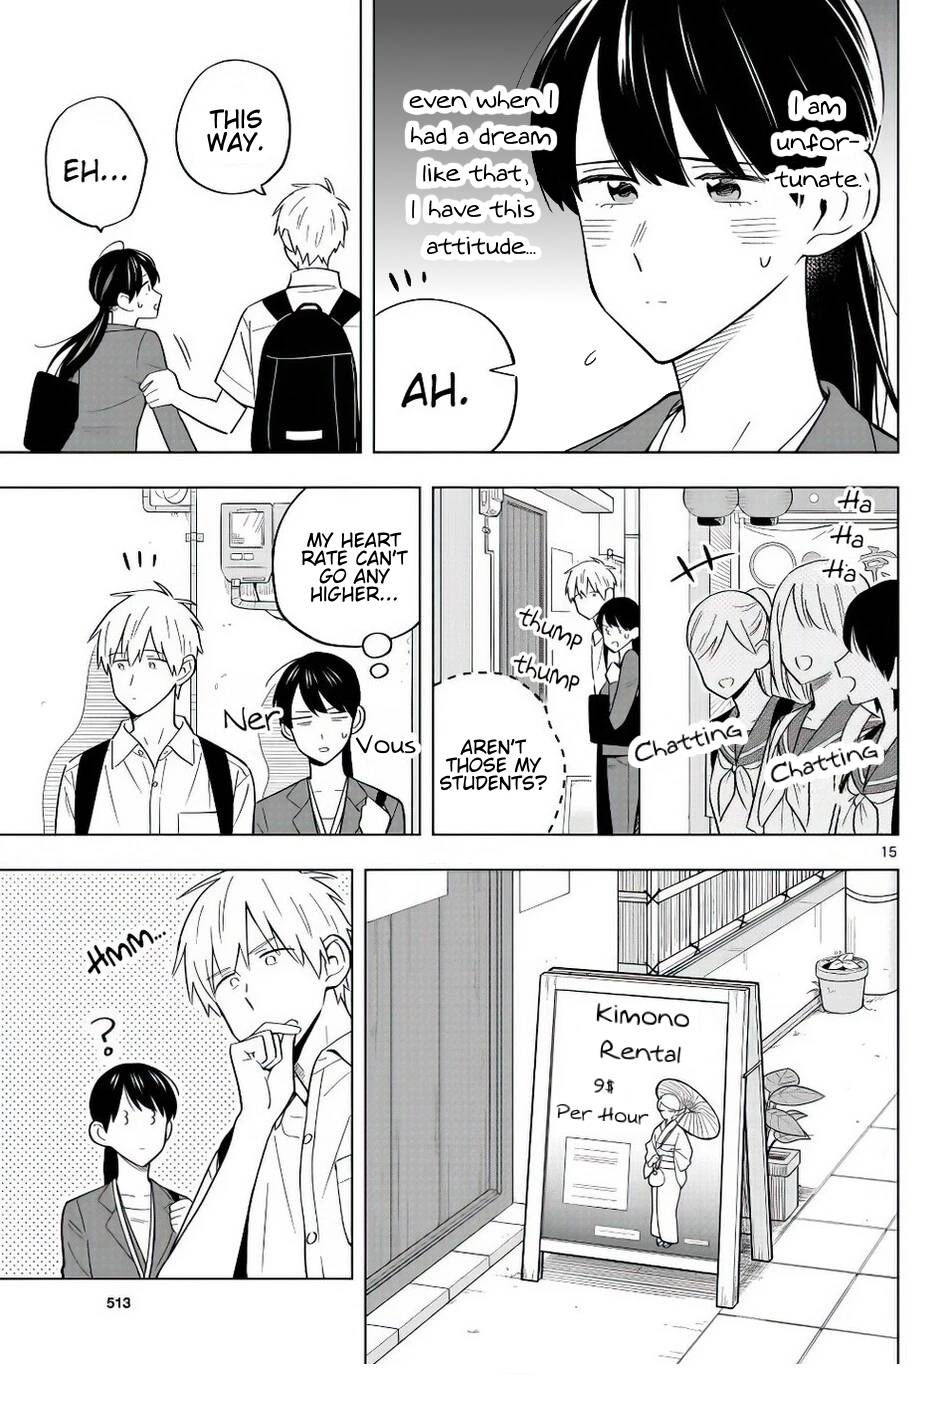 I am
unfor-
tunate.
even when I
had a dream
like that,
I have this
attitude...
AH.
THIS
WAY.
EH...
Ha
Ha
Ha
thump
thump
Chatting
Chatting
AREN'T
THOSE MY
STUDENTS?
MY HEART
RATE CAN'T
GO ANY
HIGHER...
Ner
Vous
15
Kimono
Rental
9$
Per Hour
HMM...
?
513